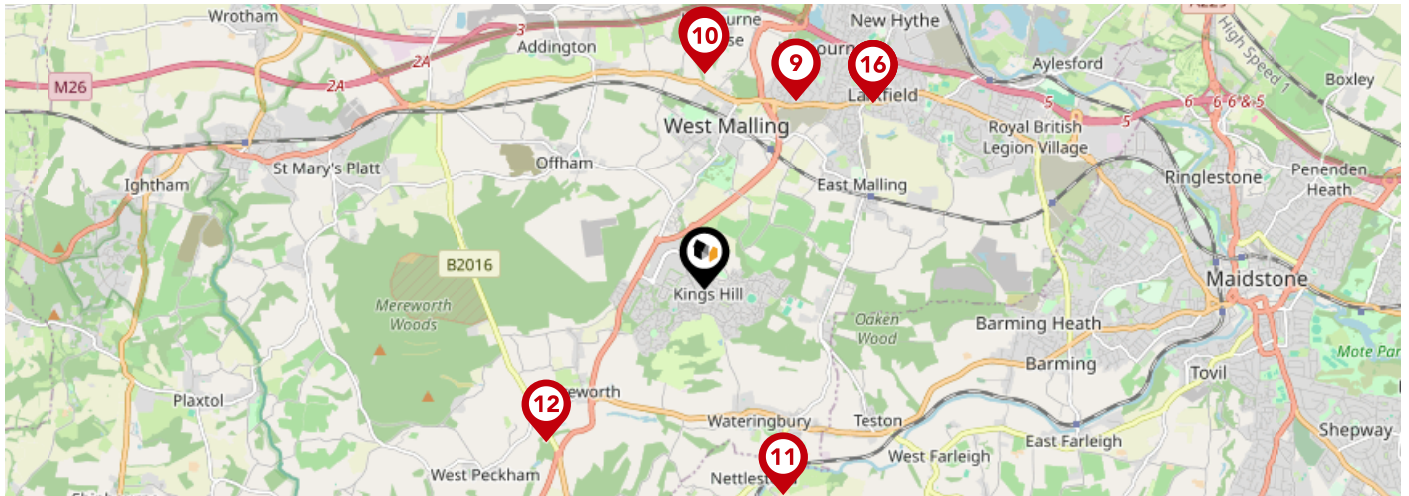 Wrotham
3
Addington
10
9
16
New Hythe
Larkfield
Aylesford
High Speed 1
Boxley
M26
2A
2A
5
5
6
6-6 & 5
West Malling
Royal British
Legion Village
Offham
St Mary's Platt
Ightham
East Malling
Ringlestone
Penenden
Heath
B2016
Kings Hill
Maidstone
Mereworth
Woods
Oaken
Wood
Barming Heath
Barming
Tovil
Plaxtol
12
Wateringbury
Teston
East Farleigh
Shepway
West Peckham
11
West Farleigh